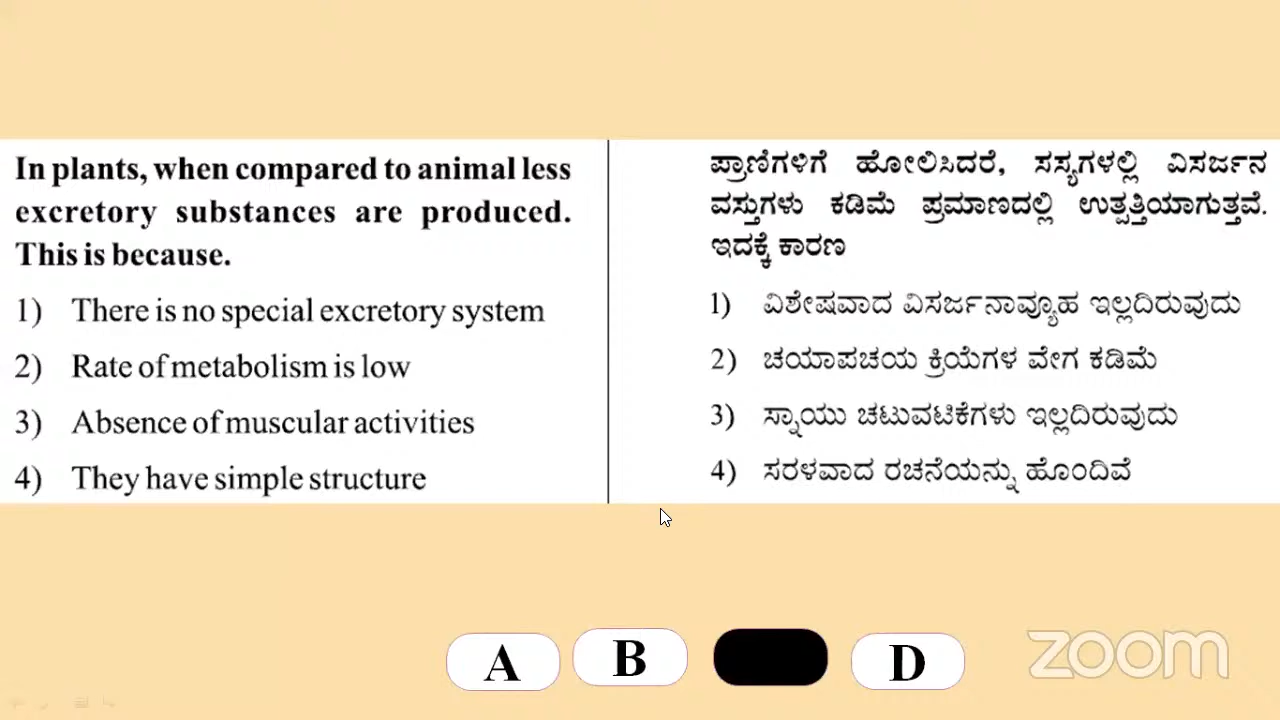 In plants, when compared to animal less
excretory substances are produced.
This is because.
1) There is no special excretory system
2) Rate of metabolism is low
3) Absence of muscular activities
4) They have simple structure
ಪ್ರಾಣಿಗಳಿಗೆ ಹೋಲಿಸಿದರೆ, ಸಸ್ಯಗಳಲ್ಲಿ ವಿಸರ್ಜನ
ವಸ್ತುಗಳು ಕಡಿಮೆ ಪ್ರಮಾಣದಲ್ಲಿ ಉತ್ಪತ್ತಿಯಾಗುತ್ತವೆ.
ಇದಕ್ಕೆ ಕಾರಣ
1) ವಿಶೇಷವಾದ ವಿಸರ್ಜನಾವ್ಯೂಹ ಇಲ್ಲದಿರುವುದು
2) ಚಯಾಪಚಯ ಕ್ರಿಯೆಗಳ ವೇಗ ಕಡಿಮೆ
3) ಸ್ನಾಯು ಚಟುವಟಿಕೆಗಳು ಇಲ್ಲದಿರುವುದು
4) ಸರಳವಾದ ರಚನೆಯನ್ನು ಹೊಂದಿವೆ
A B D
zoom